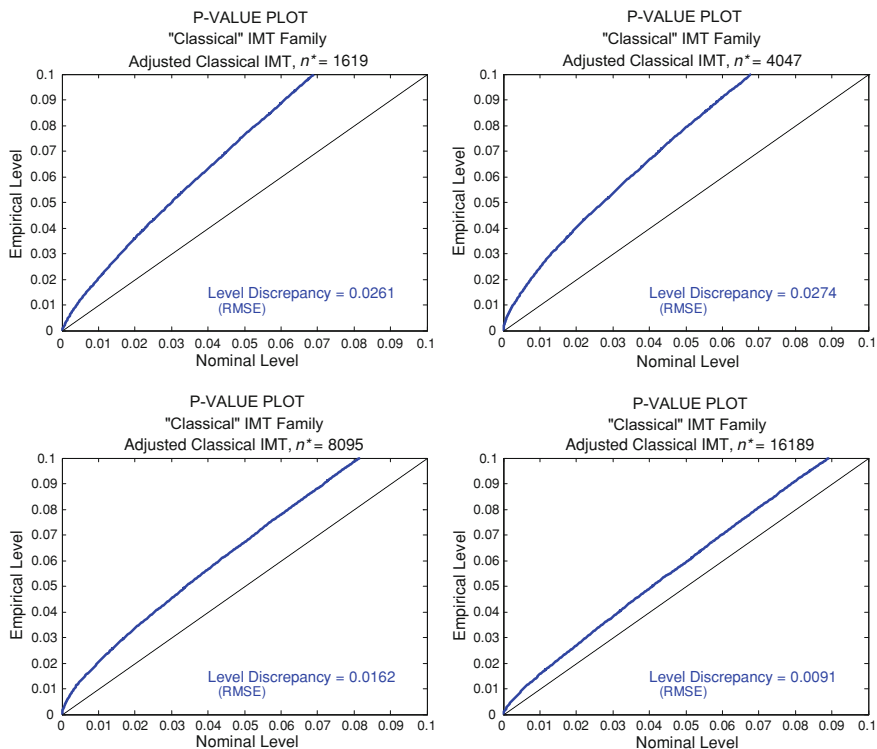 P-VALUE PLOT
"Classical" IMT Family
Adjusted Classical IMT, n* = 1619
0.1
0.09
0.08
0.07
0.06
0.05
0.04
0.03
0.02
0.01
0
Empirical Level
Level Discrepancy = 0.0261
(RMSE)
0 0.01 0.02 0.03 0.04 0.05 0.06 0.07 0.08 0.09 0.1
Nominal Level
P-VALUE PLOT
"Classical" IMT Family
Adjusted Classical IMT, n* = 4047
0.1
0.09
0.08
0.07
0.06
0.05
0.04
0.03
0.02
0.01
0
Empirical Level
Level Discrepancy = 0.0274
(RMSE)
0 0.01 0.02 0.03 0.04 0.05 0.06 0.07 0.08 0.09 0.1
Nominal Level
P-VALUE PLOT
"Classical" IMT Family
Adjusted Classical IMT, n* = 8095
0.1
0.09
0.08
0.07
0.06
0.05
0.04
0.03
0.02
0.01
0
Empirical Level
Level Discrepancy = 0.0162
(RMSE)
0 0.01 0.02 0.03 0.04 0.05 0.06 0.07 0.08 0.09 0.1
Nominal Level
P-VALUE PLOT
"Classical" IMT Family
Adjusted Classical IMT, n* = 16189
0.1
0.09
0.08
0.07
0.06
0.05
0.04
0.03
0.02
0.01
0
Empirical Level
Level Discrepancy = 0.0091
(RMSE)
0 0.01 0.02 0.03 0.04 0.05 0.06 0.07 0.08 0.09 0.1
Nominal Level